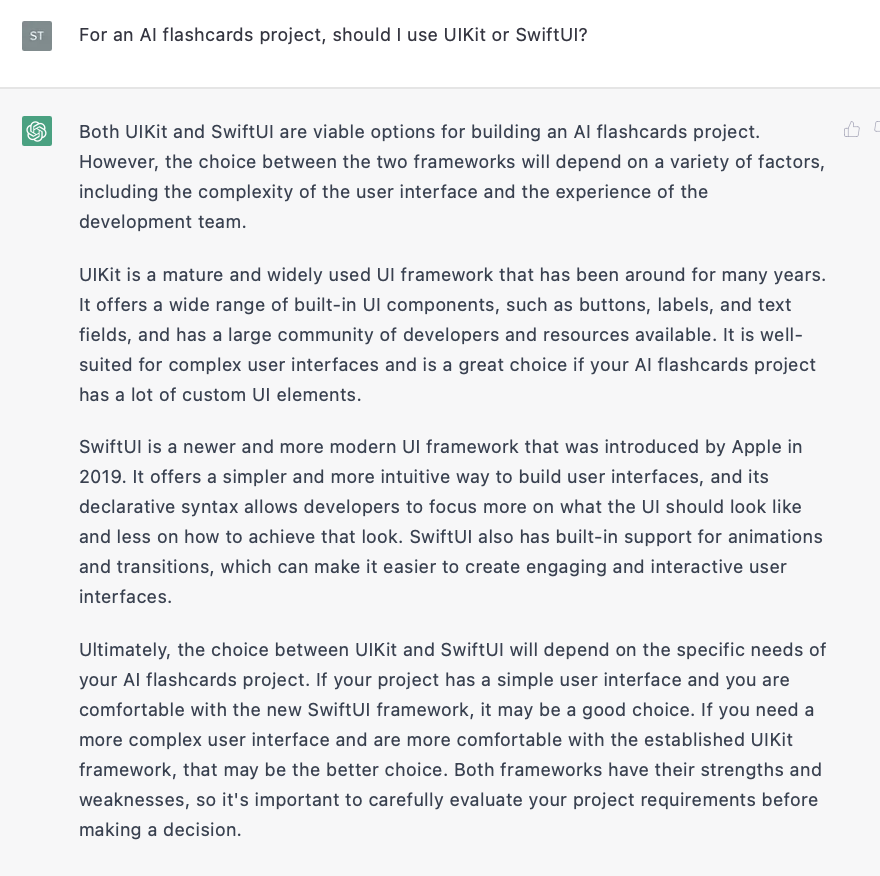 ST
For an AI flashcards project, should I use UIKit or SwiftUI?
Both UIKit and SwiftUI are viable options for building an AI flashcards project.
However, the choice between the two frameworks will depend on a variety of factors,
including the complexity of the user interface and the experience of the
development team.
UIKit is a mature and widely used UI framework that has been around for many years.
It offers a wide range of built-in UI components, such as buttons, labels, and text
fields, and has a large community of developers and resources available. It is well-
suited for complex user interfaces and is a great choice if your AI flashcards project
has a lot of custom UI elements.
SwiftUI is a newer and more modern UI framework that was introduced by Apple in
2019. It offers a simpler and more intuitive way to build user interfaces, and its
declarative syntax allows developers to focus more on what the UI should look like
and less on how to achieve that look. SwiftUI also has built-in support for animations
and transitions, which can make it easier to create engaging and interactive user
interfaces.
Ultimately, the choice between UIKit and SwiftUI will depend on the specific needs of
your AI flashcards project. If your project has a simple user interface and you are
comfortable with the new SwiftUI framework, it may be a good choice. If you need a
more complex user interface and are more comfortable with the established UIKit
framework, that may be the better choice. Both frameworks have their strengths and
weaknesses, so it's important to carefully evaluate your project requirements before
making a decision.